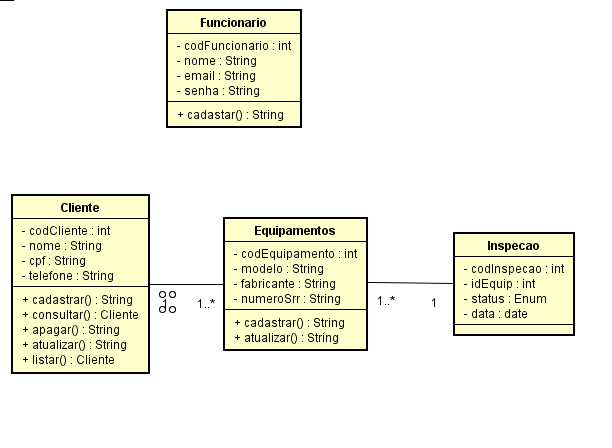 Funcionario
- codFuncionario : int
- nome : String
- email : String
- senha : String
+ cadastar() : String
Cliente
- codCliente : int
- nome : String
- cpf : String
- telefone : String
+ cadastrar() : String
+ consultar() : Cliente
+ apagar() : String
+ atualizar() : String
+ listar() : Cliente
1
1..*
Equipamentos
- codEquipamento : int
- modelo : String
- fabricante : String
- numeroSrr : String
+ cadastrar() : String
+ atualizar() : String
1..*
1
Inspecao
- codInspecao : int
- idEquip : int
- status : Enum
- data : date